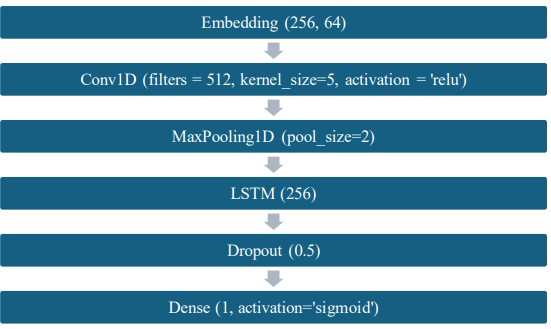 Embedding (256, 64)
Conv1D (filters = 512, kernel_size=5, activation = 'relu')
MaxPooling1D (pool_size=2)
LSTM (256)
Dropout (0.5)
Dense (1, activation='sigmoid')